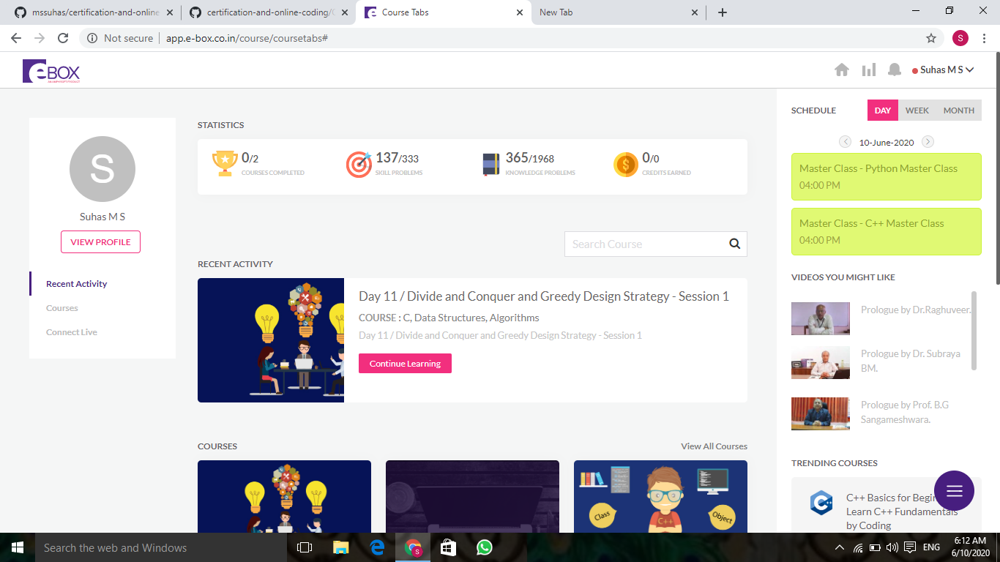 mssuhas/certification-and-online
certification-and-online-coding/C
Course Tabs
New Tab
Not secure
app.e-box.co.in/course/coursetabs#
S
eBOX
Suhas M S
S
Suhas M S
VIEW PROFILE
Recent Activity
Courses
Connect Live
STATISTICS
0/2
COURSES COMPLETED
137/333
SKILL PROBLEMS
365/1968
KNOWLEDGE PROBLEMS
0/0
CREDITS EARNED
Search Course
RECENT ACTIVITY
Day 11 / Divide and Conquer and Greedy Design Strategy - Session 1
COURSE : C, Data Structures, Algorithms
Day 11 / Divide and Conquer and Greedy Design Strategy - Session 1
Continue Learning
COURSES
View All Courses
Class
C++
Object
SCHEDULE
DAY
WEEK
MONTH
10-June-2020
Master Class - Python Master Class
04:00 PM
Master Class - C++ Master Class
04:00 PM
VIDEOS YOU MIGHT LIKE
Prologue by Dr.Raghuveer.
Prologue by Dr. Subraya
BM.
Prologue by Prof. B.G
Sangameshwara.
TRENDING COURSES
C++ Basics for Begin
Learn C++ Fundamentals
by Coding
Search the web and Windows
S
ENG
6:12 AM
6/10/2020